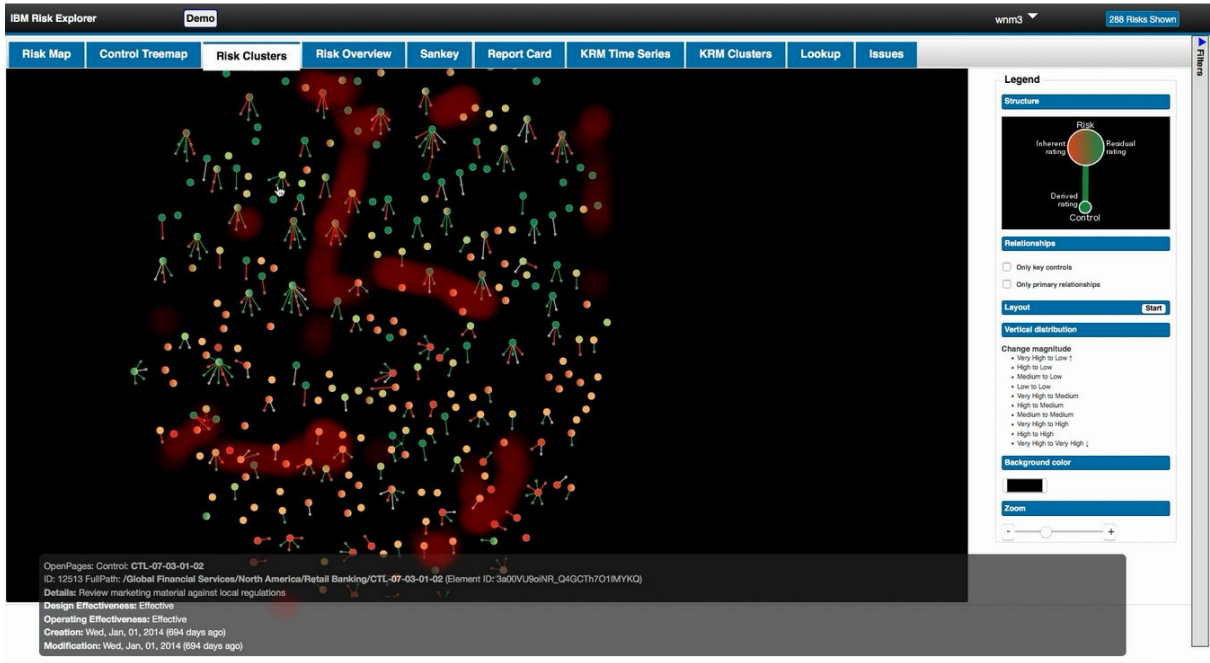 IBM Risk Explorer
Demo
wnm3
288 Risks Shown
Risk Map
Control Treemap
Risk Clusters
Risk Overview
Sankey
Report Card
KRM Time Series
KRM Clusters
Lookup
Issues
Filters
Legend
Structure
Risk
Inherent rating
Residual rating
Derived rating
Control
Relationships
Only key controls
Only primary relationships
Layout
Start
Vertical distribution
Change magnitude
• Very High to Low ↑
• High to Low
• Medium to Low
• Low to Low
• Very High to Medium
• High to Medium
• Medium to Medium
• Very High to High
• High to High
• Very High to Very High ↓
Background color
Zoom
- +
OpenPages: Control: CTL-07-03-01-02
ID: 12513 FullPath: /Global Financial Services/North America/Retail Banking/CTL-07-03-01-02 (Element ID: 3a00VU9oiNR_Q4GCTh7O1IMYKQ)
Details: Review marketing material against local regulations
Design Effectiveness: Effective
Operating Effectiveness: Effective
Creation: Wed, Jan, 01, 2014 (694 days ago)
Modification: Wed, Jan, 01, 2014 (694 days ago)